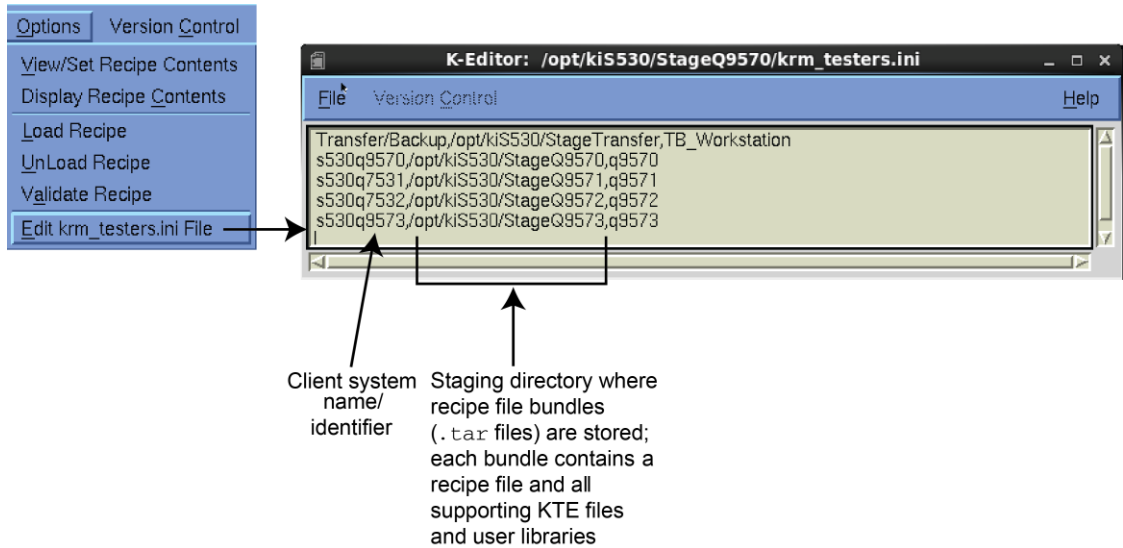 Options Version Control
View/Set Recipe Contents
Display Recipe Contents
Load Recipe
UnLoad Recipe
Validate Recipe
Edit krm_testers.ini File
K-Editor: /opt/kiS530/StageQ9570/krm_testers.ini
File Version Control Help
Transfer/Backup,/opt/kiS530/StageTransfer,TB_Workstation
s530q9570,/opt/kiS530/StageQ9570,q9570
s530q7531,/opt/kiS530/StageQ9571,q9571
s530q7532,/opt/kiS530/StageQ9572,q9572
s530q9573,/opt/kiS530/StageQ9573,q9573
Client system
name/
identifier
Staging directory where
recipe file bundles
(.tar files) are stored;
each bundle contains a
recipe file and all
supporting KTE files
and user libraries